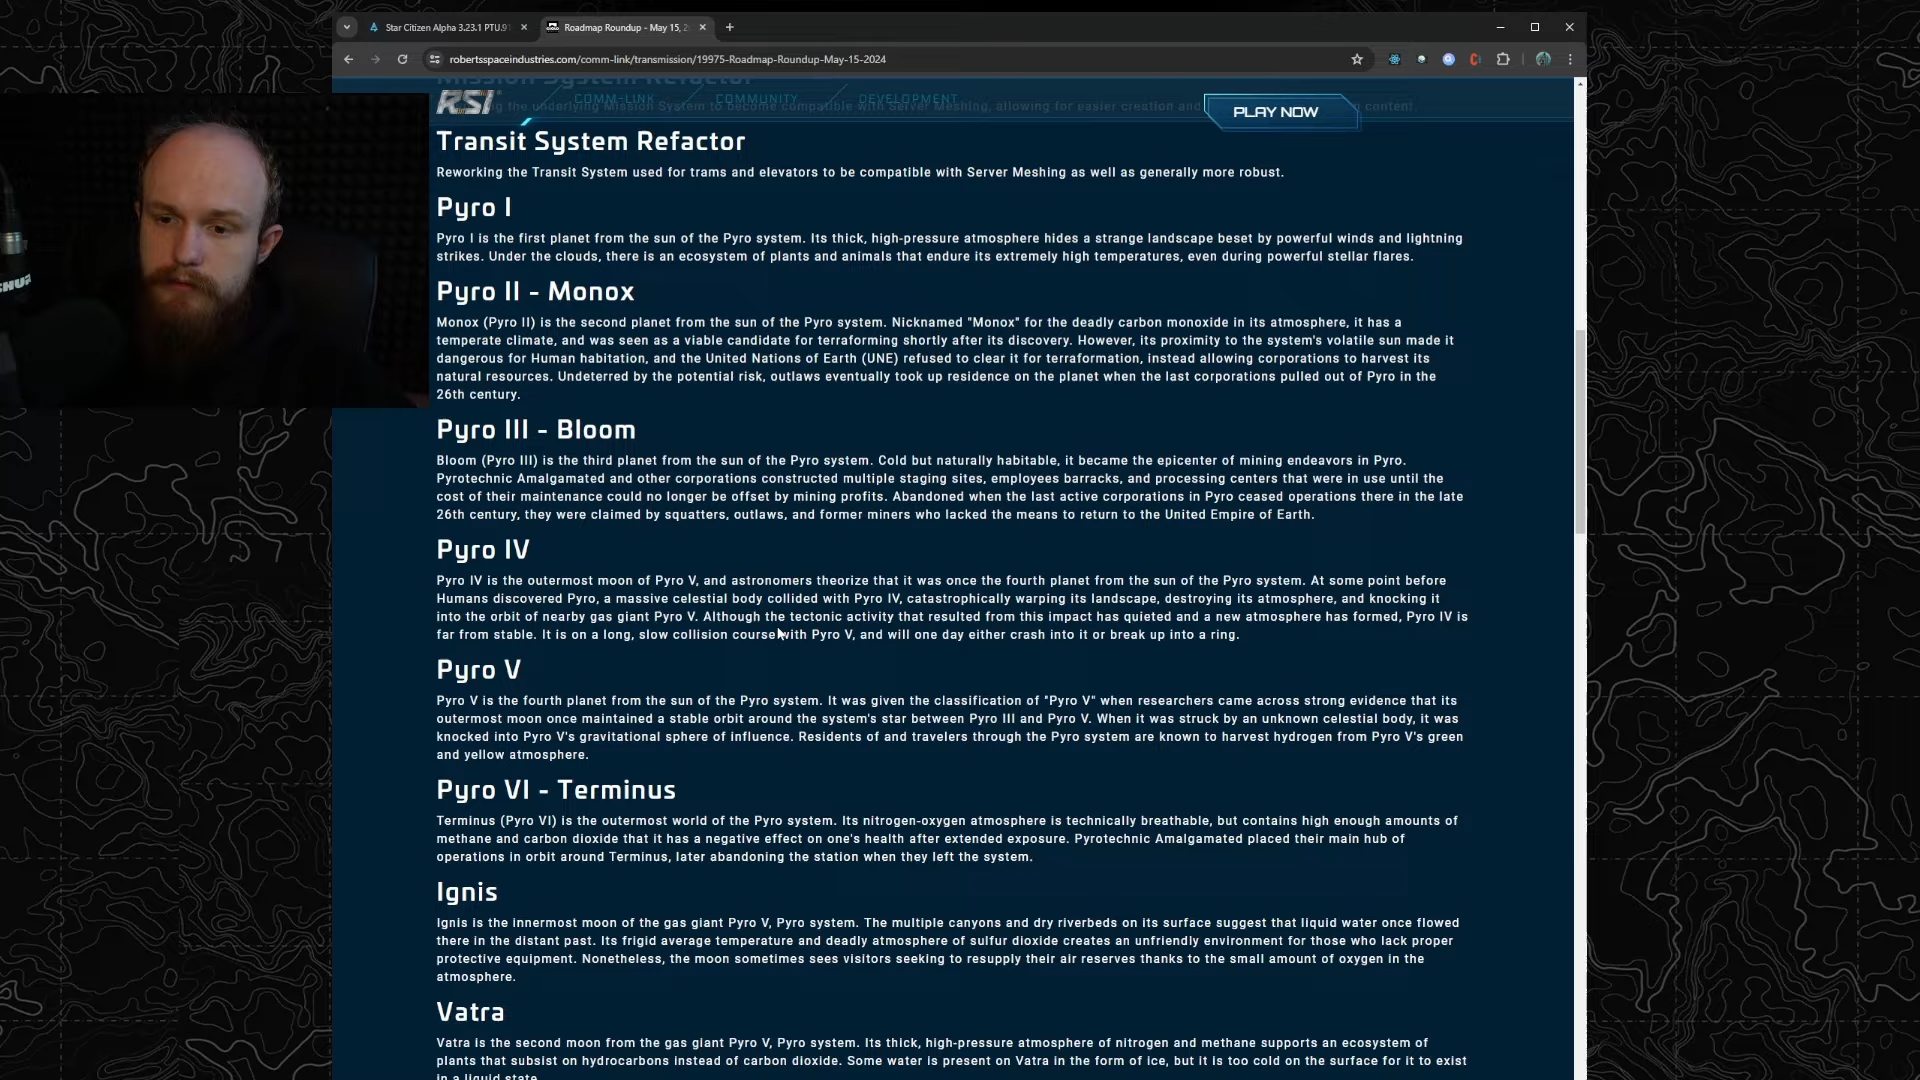 Star Citizen Alpha 3.23.1 PTU.91
Roadmap Roundup - May 15, 2
robertsspaceindustries.com/comm-link/transmission/19975-Roadmap-Roundup-May-15-2024
Mission System Refactor
the underlying Mission System to become compatible with Server Meshing, allowing for easier creation and content.
RSI
COMM-LINK COMMUNITY DEVELOPMENT
PLAY NOW
Transit System Refactor
Reworking the Transit System used for trams and elevators to be compatible with Server Meshing as well as generally more robust.
Pyro I
Pyro I is the first planet from the sun of the Pyro system. Its thick, high-pressure atmosphere hides a strange landscape beset by powerful winds and lightning
strikes. Under the clouds, there is an ecosystem of plants and animals that endure its extremely high temperatures, even during powerful stellar flares.
Pyro II - Monox
Monox (Pyro II) is the second planet from the sun of the Pyro system. Nicknamed "Monox" for the deadly carbon monoxide in its atmosphere, it has a
temperate climate, and was seen as a viable candidate for terraforming shortly after its discovery. However, its proximity to the system's volatile sun made it
dangerous for Human habitation, and the United Nations of Earth (UNE) refused to clear it for terraformation, instead allowing corporations to harvest its
natural resources. Undeterred by the potential risk, outlaws eventually took up residence on the planet when the last corporations pulled out of Pyro in the
26th century.
Pyro III - Bloom
Bloom (Pyro III) is the third planet from the sun of the Pyro system. Cold but naturally habitable, it became the epicenter of mining endeavors in Pyro.
Pyrotechnic Amalgamated and other corporations constructed multiple staging sites, employees barracks, and processing centers that were in use until the
cost of their maintenance could no longer be offset by mining profits. Abandoned when the last active corporations in Pyro ceased operations there in the late
26th century, they were claimed by squatters, outlaws, and former miners who lacked the means to return to the United Empire of Earth.
Pyro IV
Pyro IV is the outermost moon of Pyro V, and astronomers theorize that it was once the fourth planet from the sun of the Pyro system. At some point before
Humans discovered Pyro, a massive celestial body collided with Pyro IV, catastrophically warping its landscape, destroying its atmosphere, and knocking it
into the orbit of nearby gas giant Pyro V. Although the tectonic activity that resulted from this impact has quieted and a new atmosphere has formed, Pyro IV is
far from stable. It is on a long, slow collision course with Pyro V, and will one day either crash into it or break up into a ring.
Pyro V
Pyro V is the fourth planet from the sun of the Pyro system. It was given the classification of "Pyro V" when researchers came across strong evidence that its
outermost moon once maintained a stable orbit around the system's star between Pyro III and Pyro V. When it was struck by an unknown celestial body, it was
knocked into Pyro V's gravitational sphere of influence. Residents of and travelers through the Pyro system are known to harvest hydrogen from Pyro V's green
and yellow atmosphere.
Pyro VI - Terminus
Terminus (Pyro VI) is the outermost world of the Pyro system. Its nitrogen-oxygen atmosphere is technically breathable, but contains high enough amounts of
methane and carbon dioxide that it has a negative effect on one's health after extended exposure. Pyrotechnic Amalgamated placed their main hub of
operations in orbit around Terminus, later abandoning the station when they left the system.
Ignis
Ignis is the innermost moon of the gas giant Pyro V, Pyro system. The multiple canyons and dry riverbeds on its surface suggest that liquid water once flowed
there in the distant past. Its frigid average temperature and deadly atmosphere of sulfur dioxide creates an unfriendly environment for those who lack proper
protective equipment. Nonetheless, the moon sometimes sees visitors seeking to resupply their air reserves thanks to the small amount of oxygen in the
atmosphere.
Vatra
Vatra is the second moon from the gas giant Pyro V, Pyro system. Its thick, high-pressure atmosphere of nitrogen and methane supports an ecosystem of
plants that subsist on hydrocarbons instead of carbon dioxide. Some water is present on Vatra in the form of ice, but it is too cold on the surface for it to exist
in a liquid state.